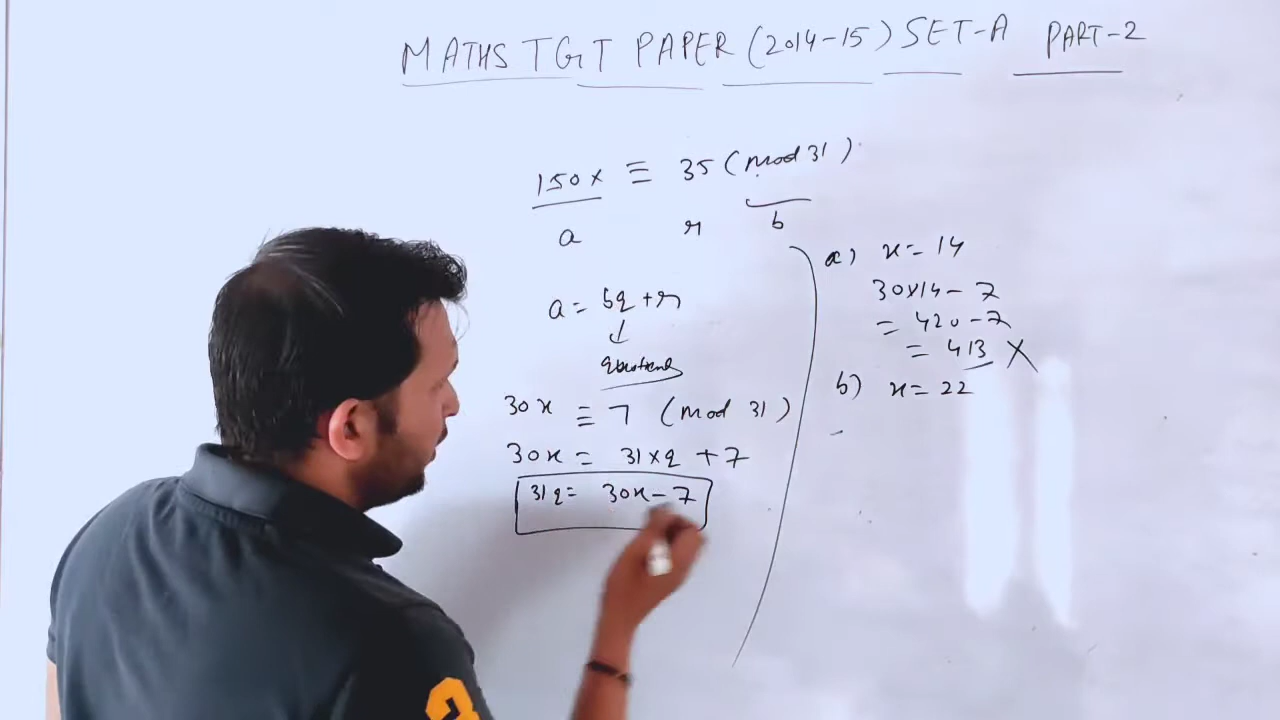 MATHS TGT PAPER (2014-15) SET-A PART-2
150x ≡ 35 (mod 31)
a r b
a = bq + r
30x ≡ 7 (mod 31)
30x = 31×q + 7
31q = 30x - 7
a) x = 14
30×14 - 7
= 420 - 7
= 413 X
b) x = 22
3